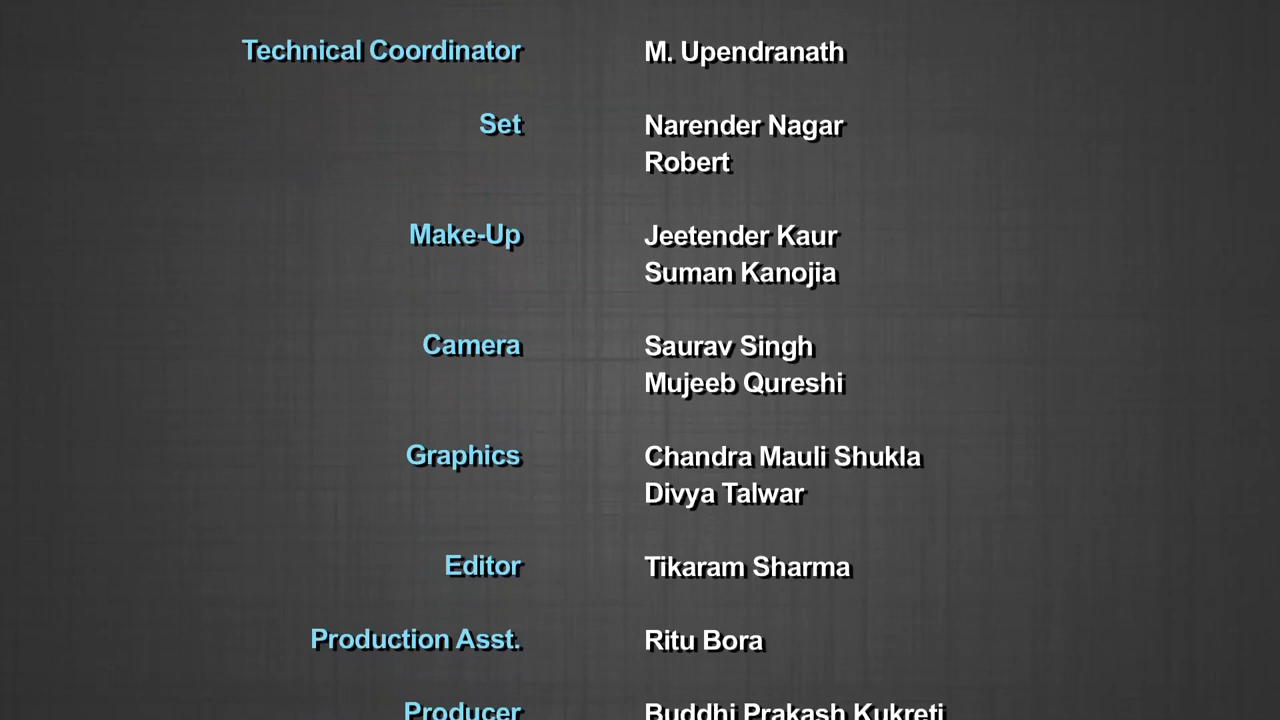 Technical Coordinator M. Upendranath
Set Narender Nagar
Robert
Make-Up Jeetender Kaur
Suman Kanojia
Camera Saurav Singh
Mujeeb Qureshi
Graphics Chandra Mauli Shukla
Divya Talwar
Editor Tikaram Sharma
Production Asst. Ritu Bora
Producer Buddhi Prakash Kukreti